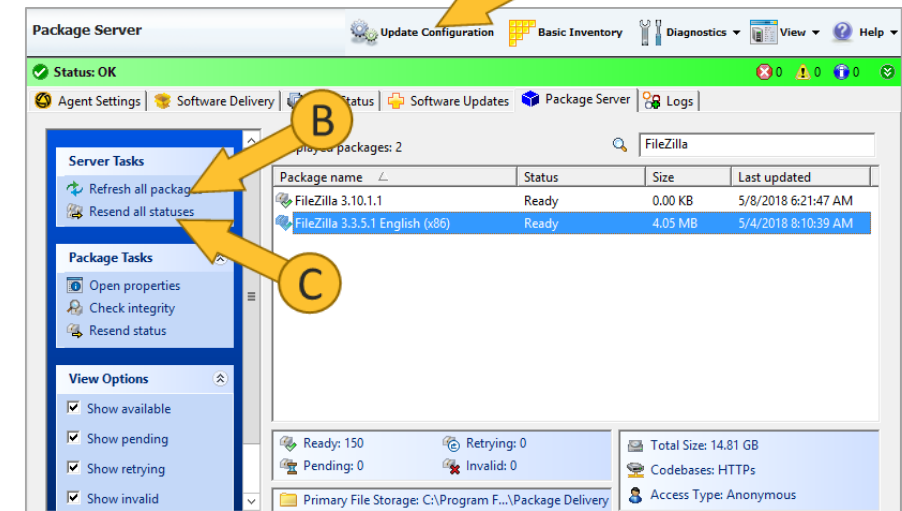 Package Server
Update Configuration
Basic Inventory
Diagnostics
View
Help
Status: OK
0
0
0
Agent Settings
Software Delivery
Status
Software Updates
Package Server
Logs
B
packages: 2
FileZilla
Server Tasks
Refresh all
Resend all statuses
Package name
Status
Size
Last updated
FileZilla 3.10.1.1
Ready
0.00 KB
5/8/2018 6:21:47 AM
FileZilla 3.3.5.1 English (x86)
Ready
4.05 MB
5/4/2018 8:10:39 AM
Package Tasks
C
Open properties
Check integrity
Resend status
View Options
Show available
Show pending
Show retrying
Show invalid
Ready: 150
Retrying: 0
Pending: 0
Invalid: 0
Total Size: 14.81 GB
Codebases: HTTPs
Access Type: Anonymous
Primary File Storage: C:\Program F...\Package Delivery